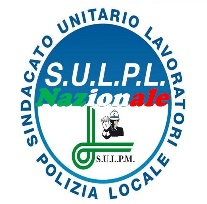 SINDACATO UNITARIO LAVORATORI
S.U.L.P.L.
Nazionale
S.U.L.P.M.
POLIZIA LOCALE